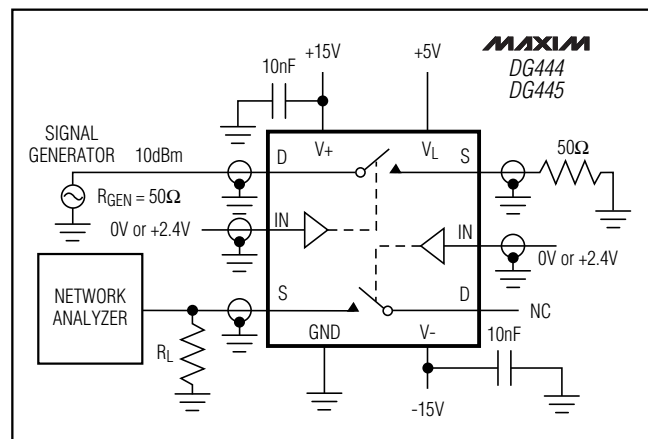 MAXIM
DG444
DG445
+15V
+5V
10nF
SIGNAL
GENERATOR
10dBm
D
V+
VL
S
50Ω
RGEN = 50Ω
IN
IN
0V or +2.4V
0V or +2.4V
NETWORK
ANALYZER
S
D
NC
RL
GND
V-
10nF
-15V